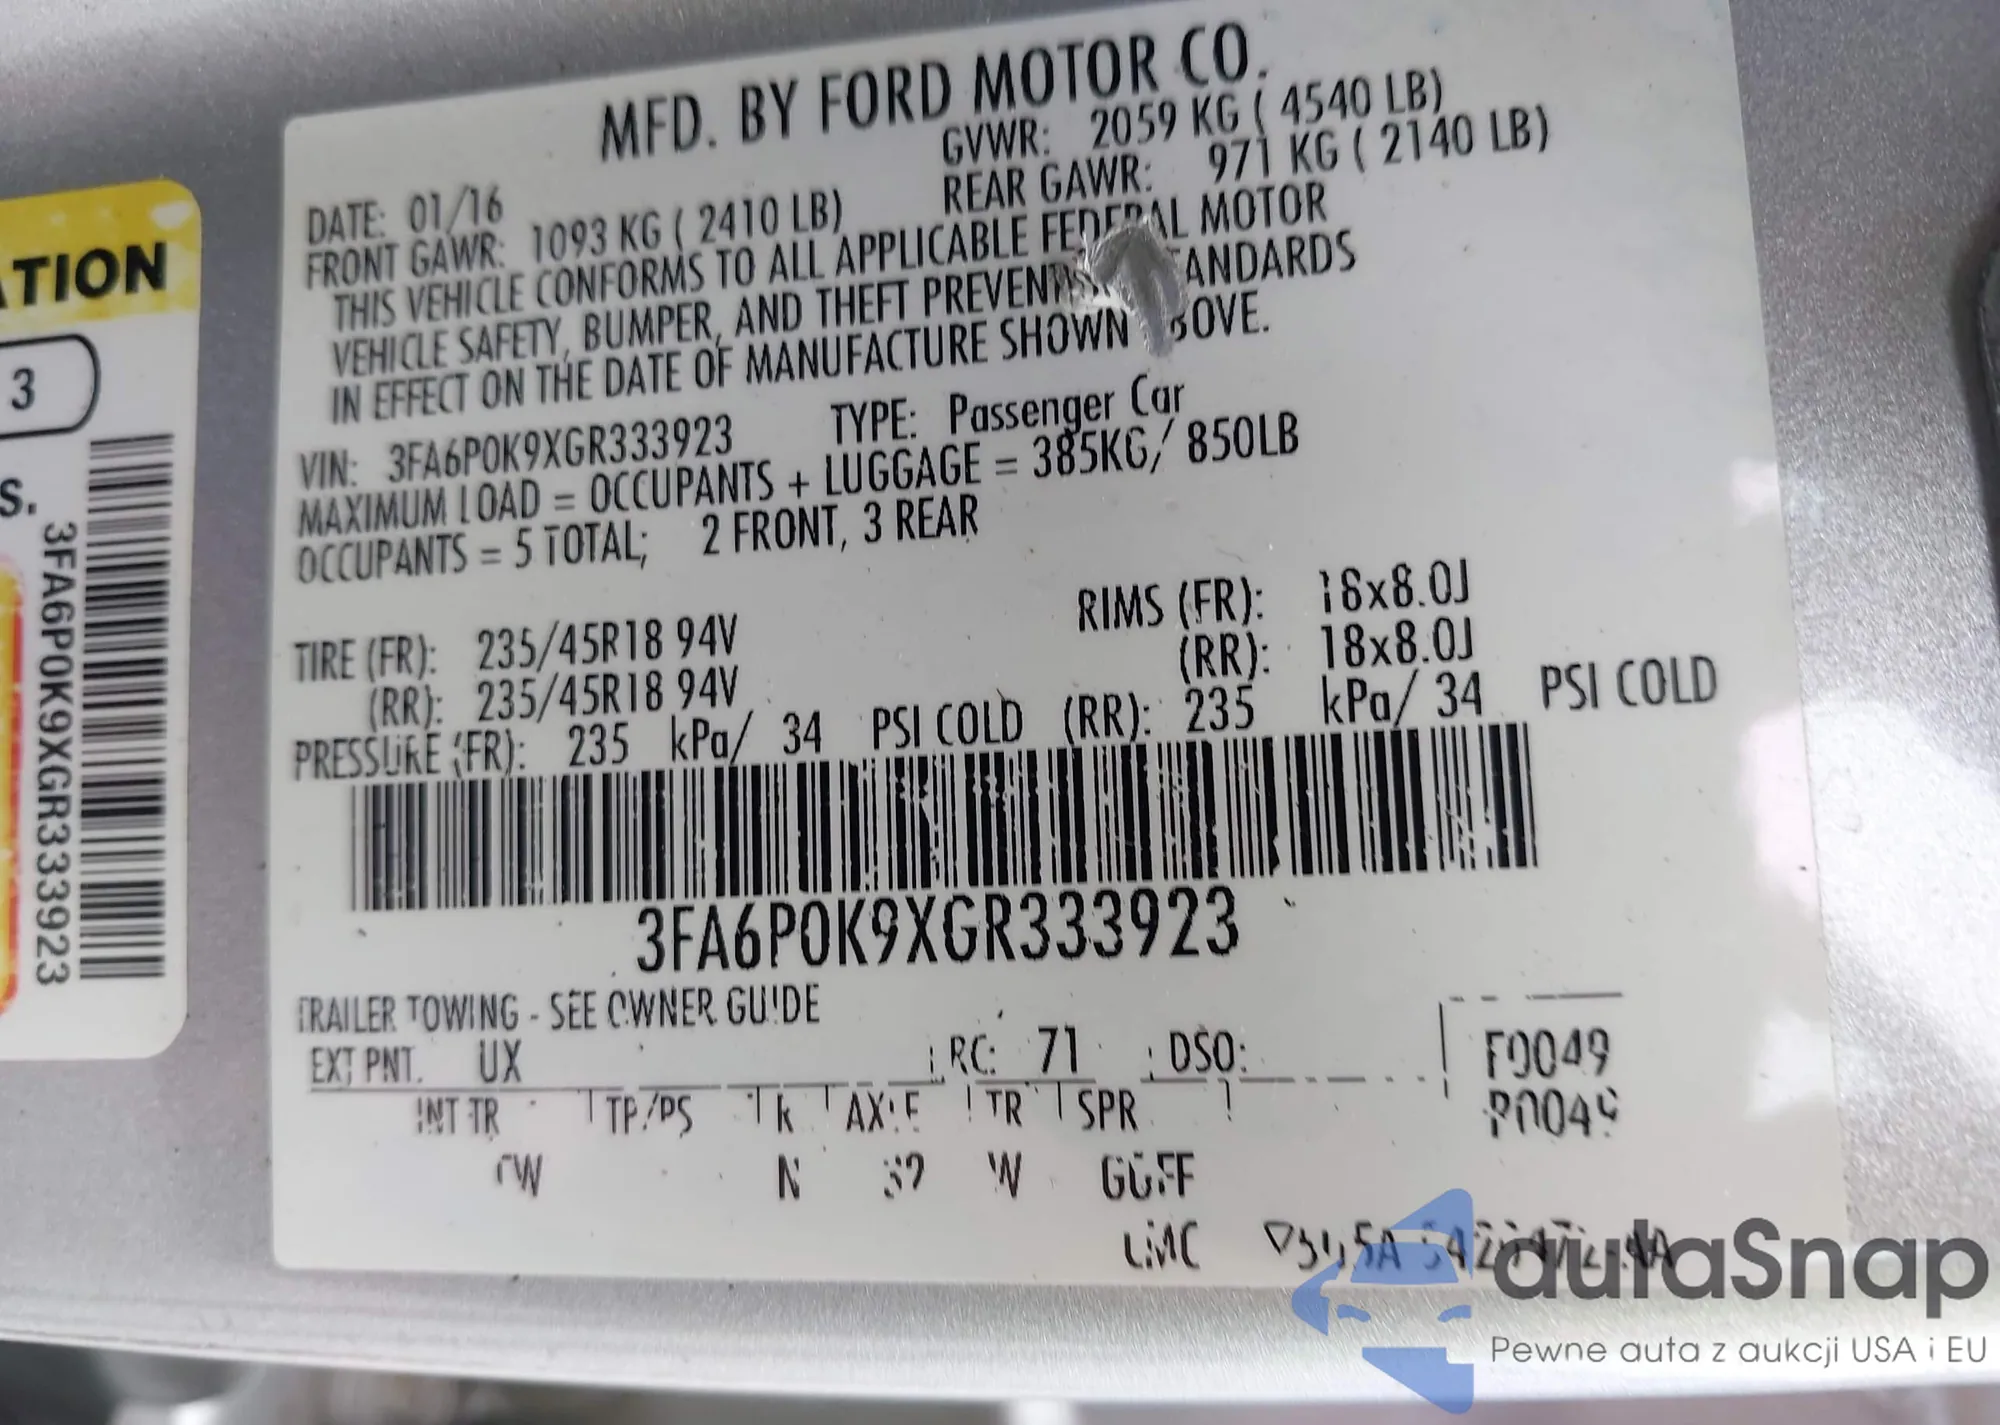 ATION
3
S.
3FA6P0K9XGR333923
MFD. BY FORD MOTOR CO.
GVWR: 2059 KG ( 4540 LB)
DATE: 01/16
REAR GAWR: 971 KG ( 2140 LB)
FRONT GAWR: 1093 KG ( 2410 LB)
THIS VEHICLE CONFORMS TO ALL APPLICABLE FEDERAL MOTOR
VEHICLE SAFETY, BUMPER, AND THEFT PREVENTION STANDARDS
IN EFFECT ON THE DATE OF MANUFACTURE SHOWN ABOVE.
VIN: 3FA6P0K9XGR333923 TYPE: Passenger Car
MAXIMUM LOAD = OCCUPANTS + LUGGAGE = 385KG/ 850LB
OCCUPANTS = 5 TOTAL; 2 FRONT, 3 REAR
TIRE (FR): 235/45R18 94V RIMS (FR): 18x8.0J
(RR): 235/45R18 94V (RR): 18x8.0J
PRESSURE (FR): 235 kPa/ 34 PSI COLD (RR): 235 kPa/ 34 PSI COLD
3FA6P0K9XGR333923
TRAILER TOWING - SEE OWNER GUIDE
EXT PNT. UX RC: 71 DSO: F0049
INT TR TP/PS R AXLE TR SPR P0049
N W
autaSnap
Pewne auta z aukcji USA i EU